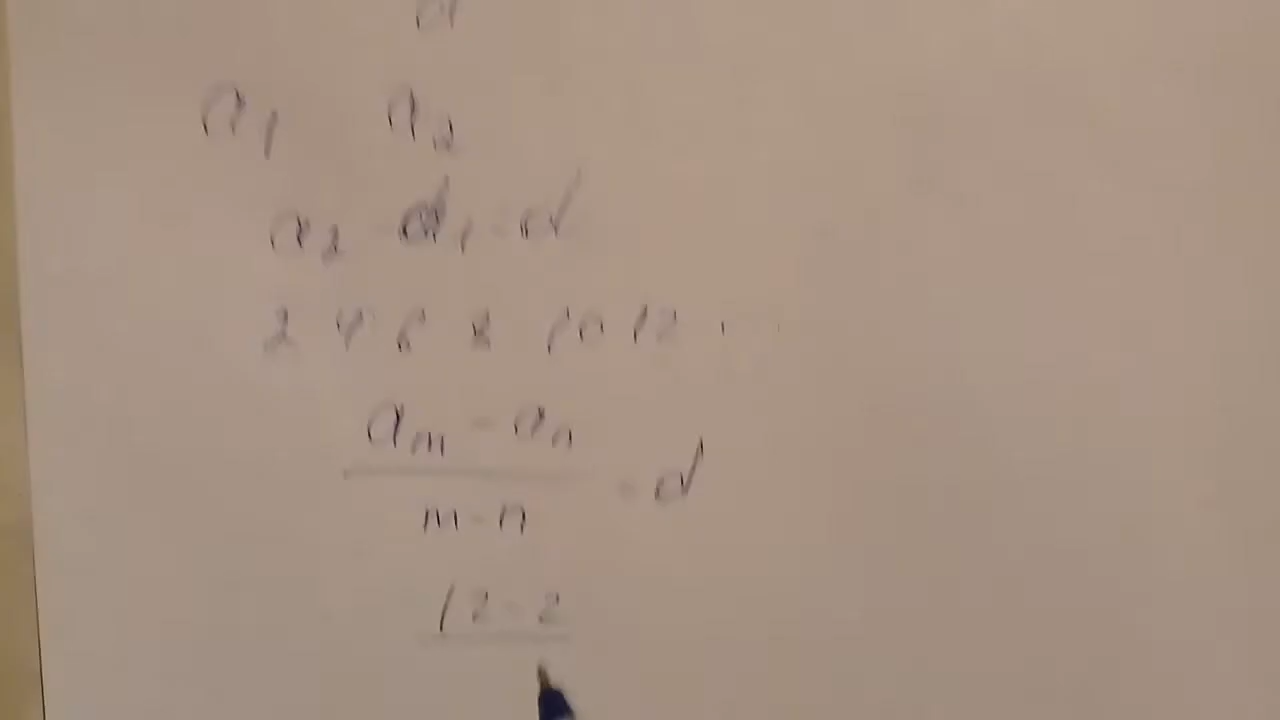 d
a₁ a₂
a₂ - a₁ = d
2 4 6 8 10 12 ...
aₘ - aₙ
m - n
= d
12 - 2